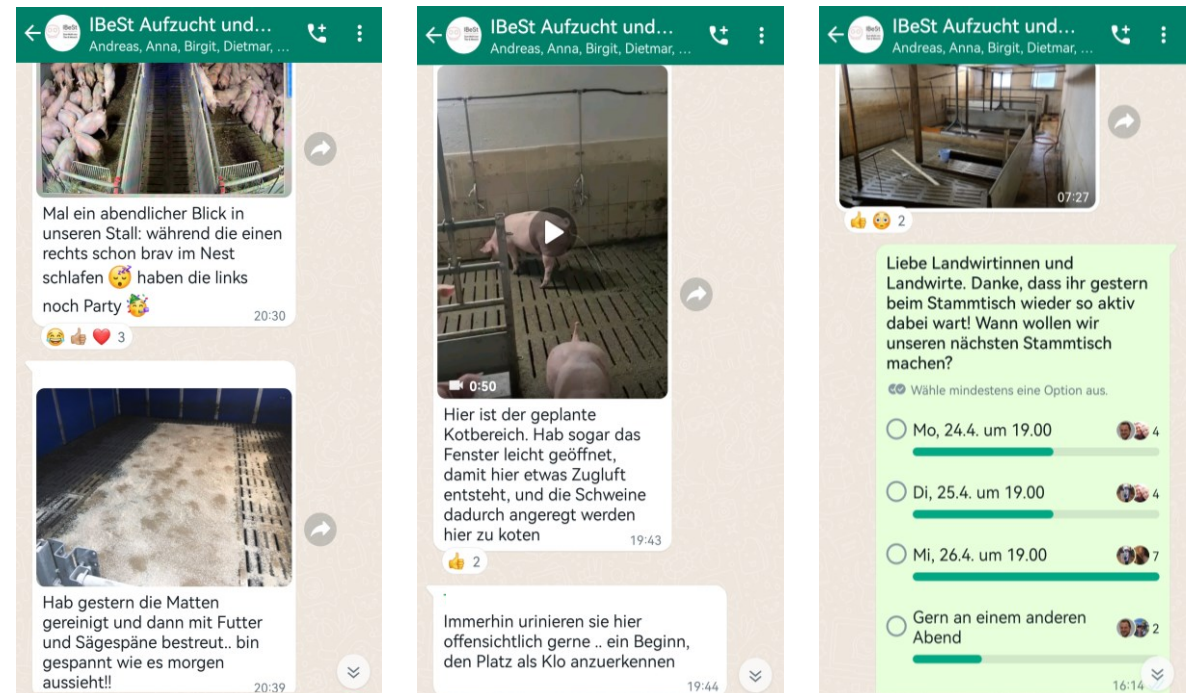 IBeSt Aufzucht und...
Andreas, Anna, Birgit, Dietmar, ...
Mal ein abendlicher Blick in
unseren Stall: während die einen
rechts schon brav im Nest
schlafen 😴 haben die links
noch Party 🥳
20:30
😂 👍🏼 ❤️ 3
Hab gestern die Matten
gereinigt und dann mit Futter
und Sägespäne bestreut.. bin
gespannt wie es morgen
aussieht!!
20:39
IBeSt Aufzucht und...
Andreas, Anna, Birgit, Dietmar, ...
0:50
Hier ist der geplante
Kotbereich. Hab sogar das
Fenster leicht geöffnet,
damit hier etwas Zugluft
entsteht, und die Schweine
dadurch angeregt werden
hier zu koten
19:43
👍 2
Immerhin urinieren sie hier
offensichtlich gerne .. ein Beginn,
den Platz als Klo anzuerkennen
19:44
IBeSt Aufzucht und...
Andreas, Anna, Birgit, Dietmar, ...
07:27
👍 😳 2
Liebe Landwirtinnen und
Landwirte. Danke, dass ihr gestern
beim Stammtisch wieder so aktiv
dabei wart! Wann wollen wir
unseren nächsten Stammtisch
machen?
Wähle mindestens eine Option aus.
Mo, 24.4. um 19.00 4
Di, 25.4. um 19.00 4
Mi, 26.4. um 19.00 7
Gern an einem anderen
Abend 2
16:14